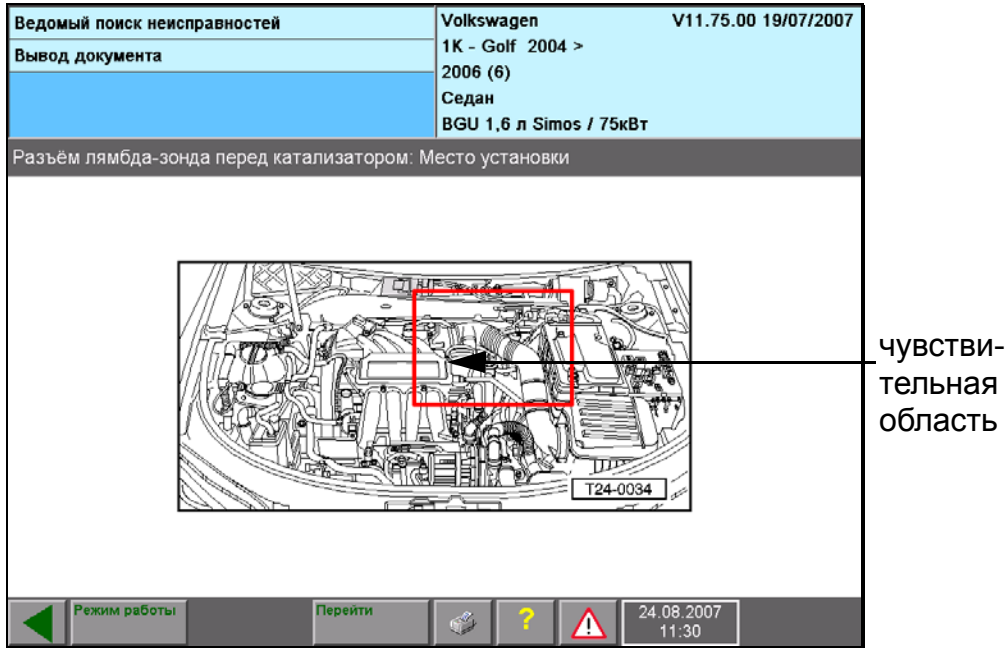 Ведомый поиск неисправностей
Вывод документа
Volkswagen V11.75.00 19/07/2007
1K - Golf 2004 >
2006 (6)
Седан
BGU 1,6 л Simos / 75кВт
Разъём лямбда-зонда перед катализатором: Место установки
T24-0034
чувстви-
тельная
область
Режим работы
Перейти
?
24.08.2007
11:30